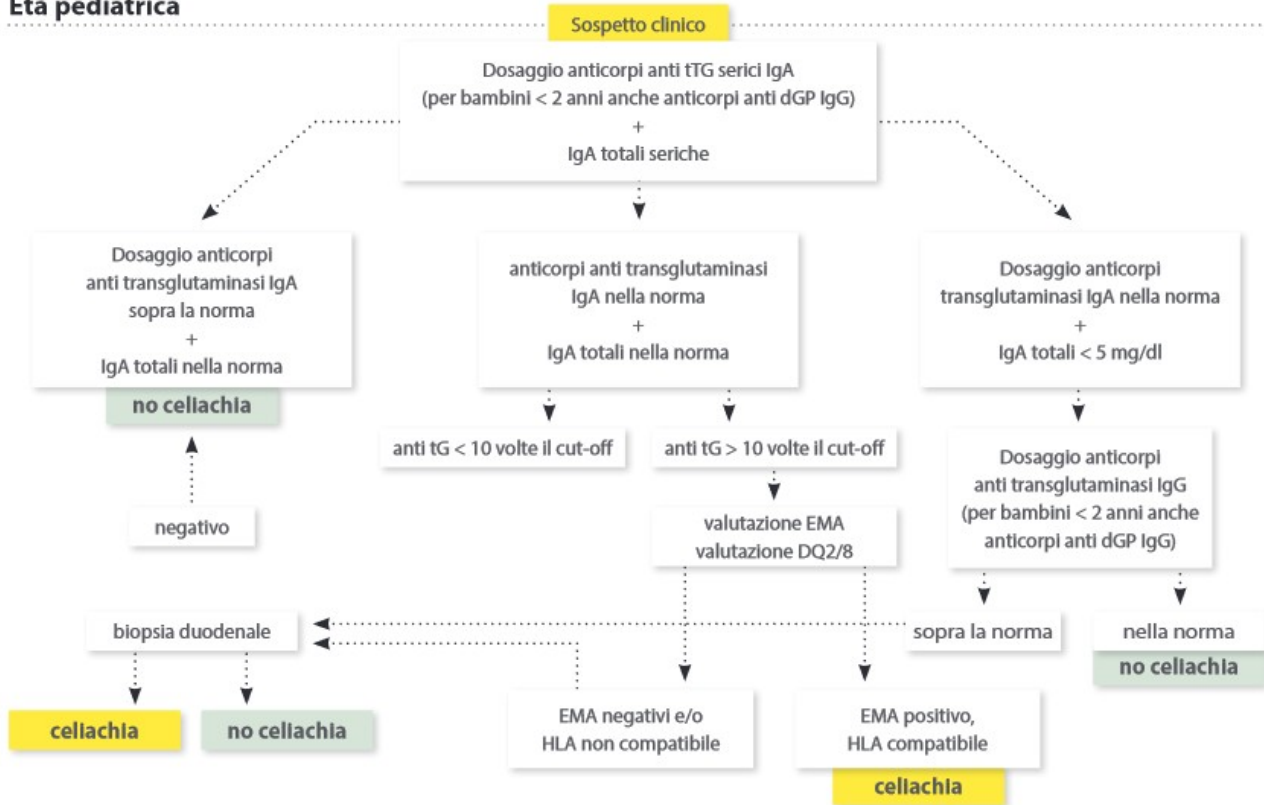 Età pediatrica
Sospetto clinico
Dosaggio anticorpi anti tTG serici IgA
(per bambini < 2 anni anche anticorpi anti dGP IgG)
+
IgA totali seriche
Dosaggio anticorpi
anti transglutaminasi IgA
sopra la norma
+
IgA totali nella norma
no celiachia
negativo
anticorpi anti transglutaminasi
IgA nella norma
+
IgA totali nella norma
anti tG < 10 volte il cut-off
anti tG > 10 volte il cut-off
valutazione EMA
valutazione DQ2/8
Dosaggio anticorpi
transglutaminasi IgA nella norma
+
IgA totali < 5 mg/dl
Dosaggio anticorpi
anti transglutaminasi IgG
(per bambini < 2 anni anche
anticorpi anti dGP IgG)
sopra la norma
nella norma
no celiachia
biopsia duodenale
celiachia
no celiachia
EMA negativi e/o
HLA non compatibile
EMA positivo,
HLA compatibile
celiachia